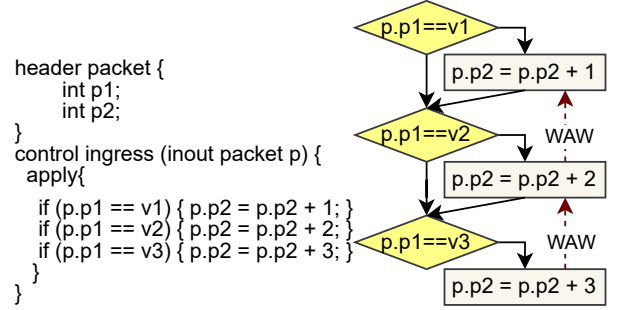 header packet {
int p1;
int p2;
}
control ingress (inout packet p) {
apply{
if (p.p1 == v1) { p.p2 = p.p2 + 1; }
if (p.p1 == v2) { p.p2 = p.p2 + 2; }
if (p.p1 == v3) { p.p2 = p.p2 + 3; }
}
}
p.p1==v1
p.p2 = p.p2 + 1
WAW
p.p1==v2
p.p2 = p.p2 + 2
WAW
p.p1==v3
p.p2 = p.p2 + 3